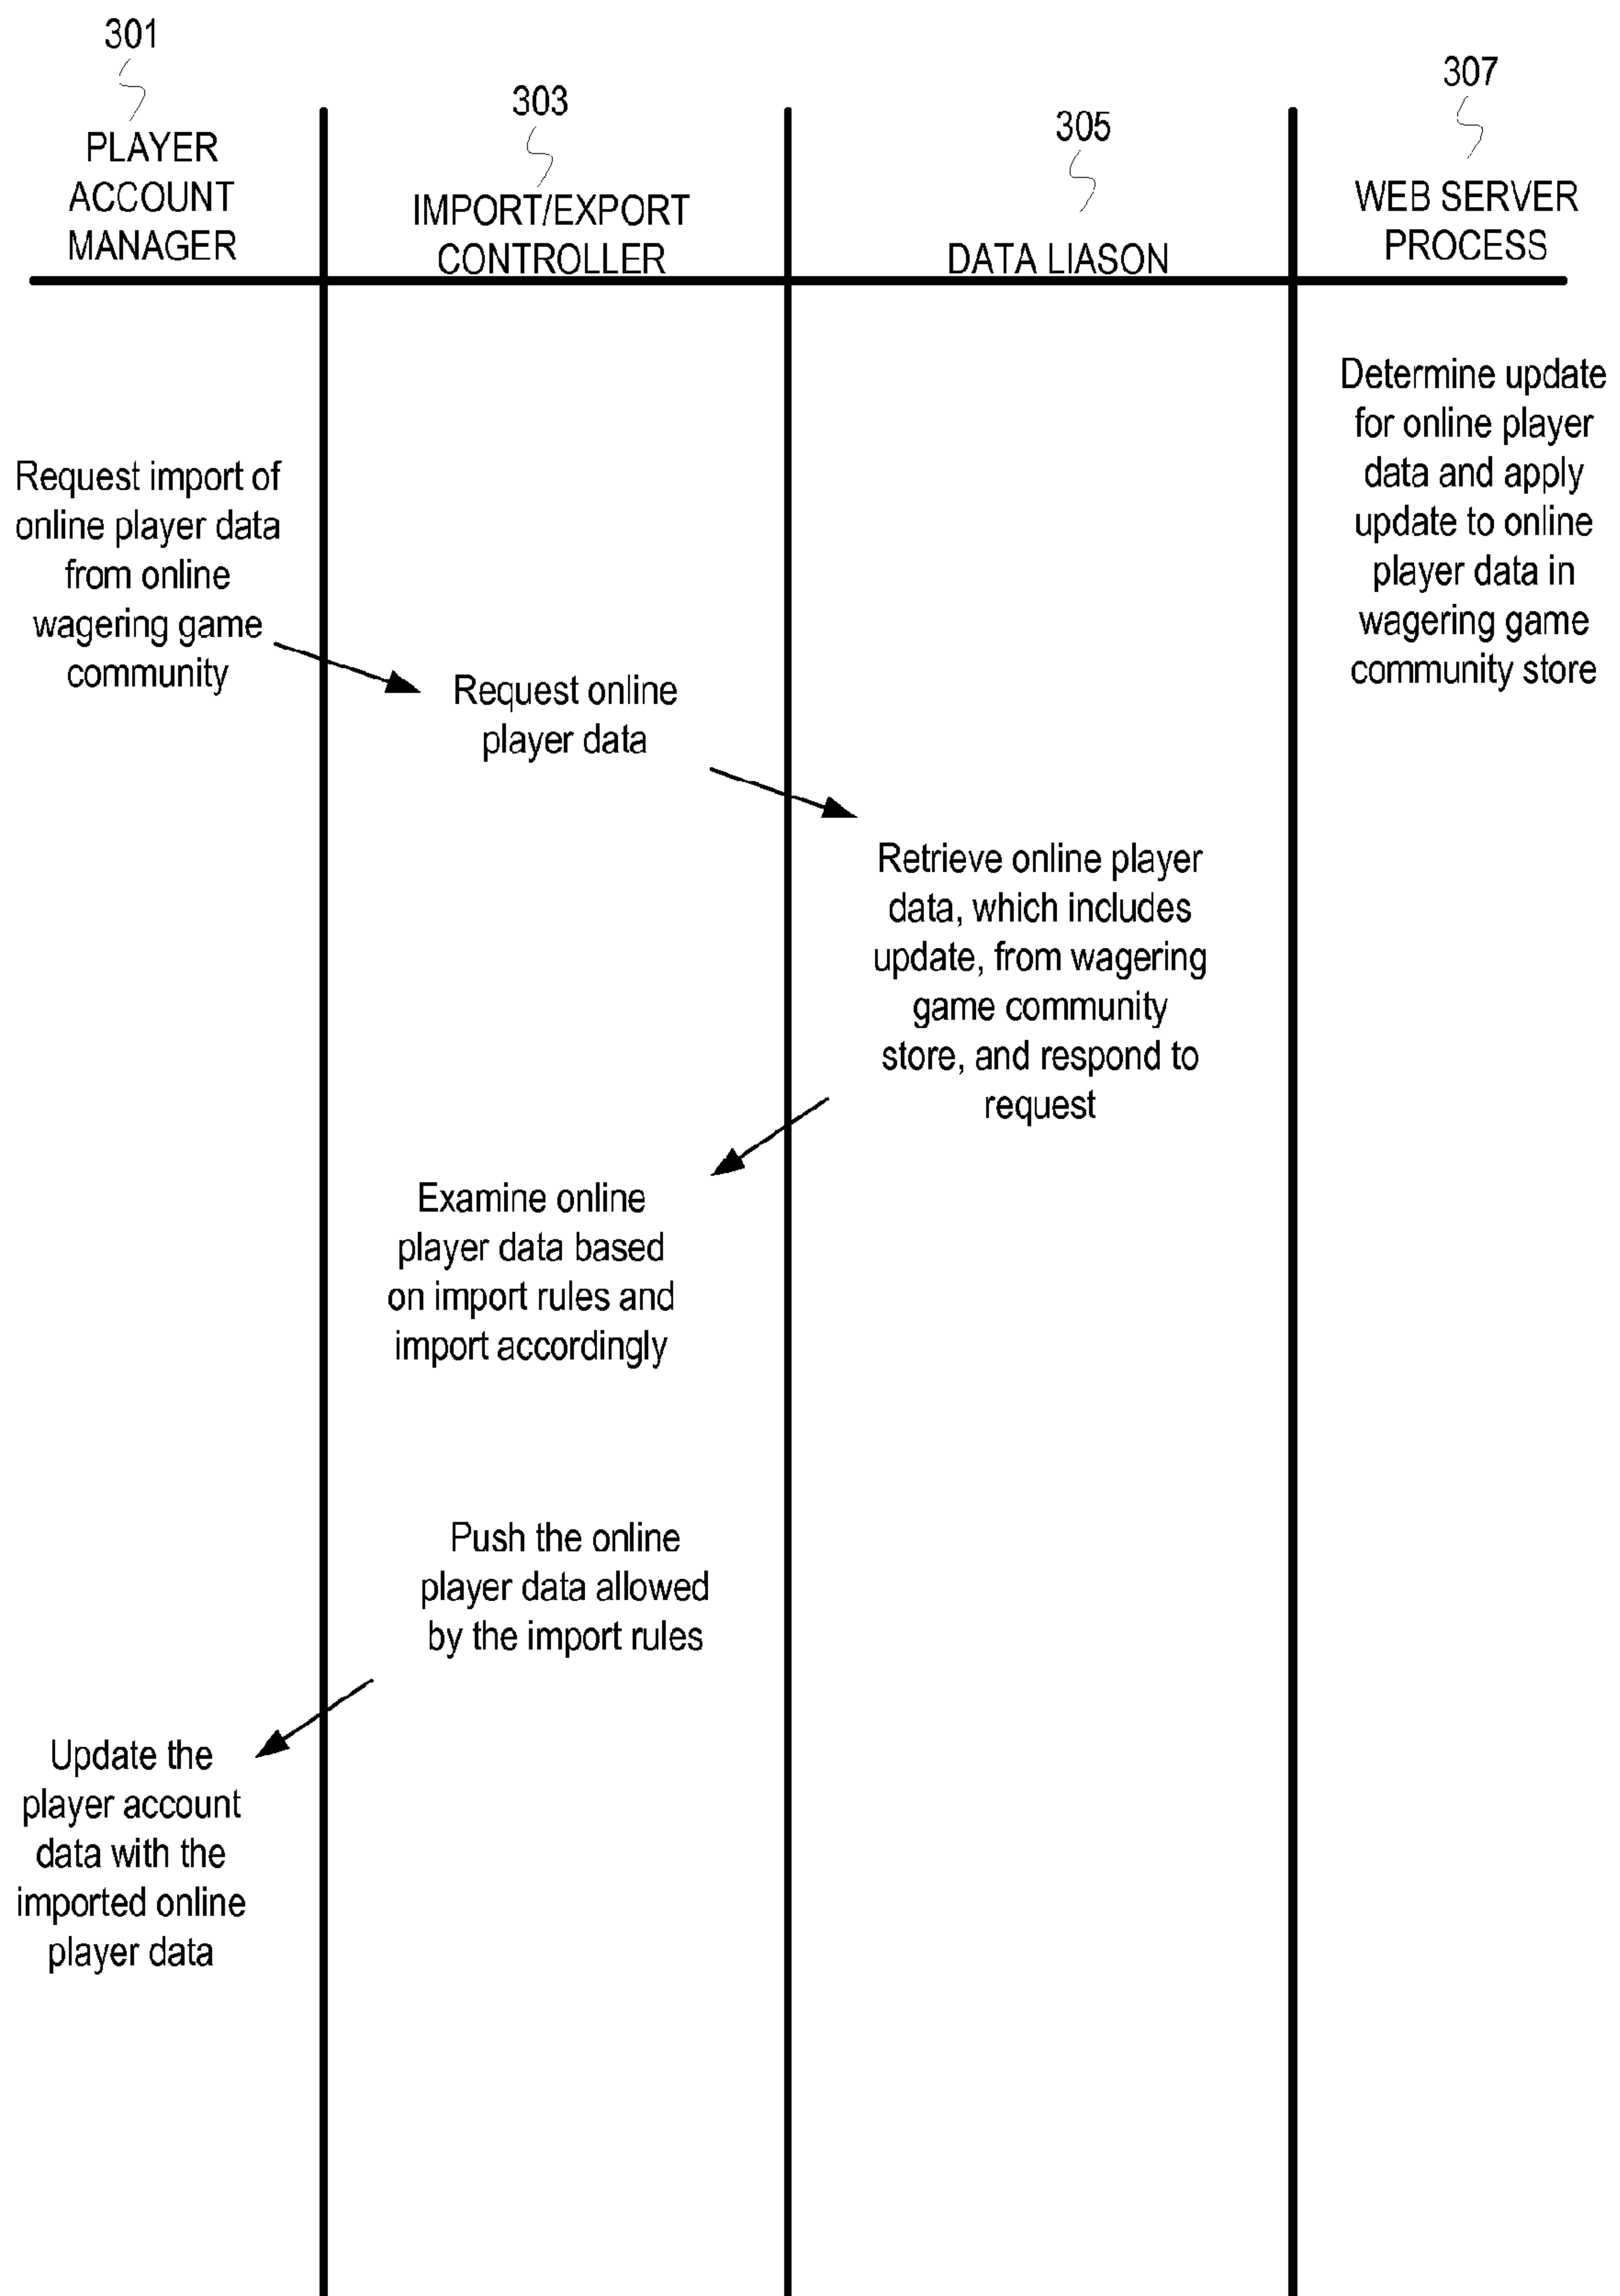 301
PLAYER
ACCOUNT
MANAGER
303
IMPORT/EXPORT
CONTROLLER
305
DATA LIASON
307
WEB SERVER
PROCESS
Determine update
for online player
data and apply
update to online
player data in
wagering game
community store
Request import of
online player data
from online
wagering game
community
Request online
player data
Retrieve online player
data, which includes
update, from wagering
game community
store, and respond to
request
Examine online
player data based
on import rules and
import accordingly
Push the online
player data allowed
by the import rules
Update the
player account
data with the
imported online
player data